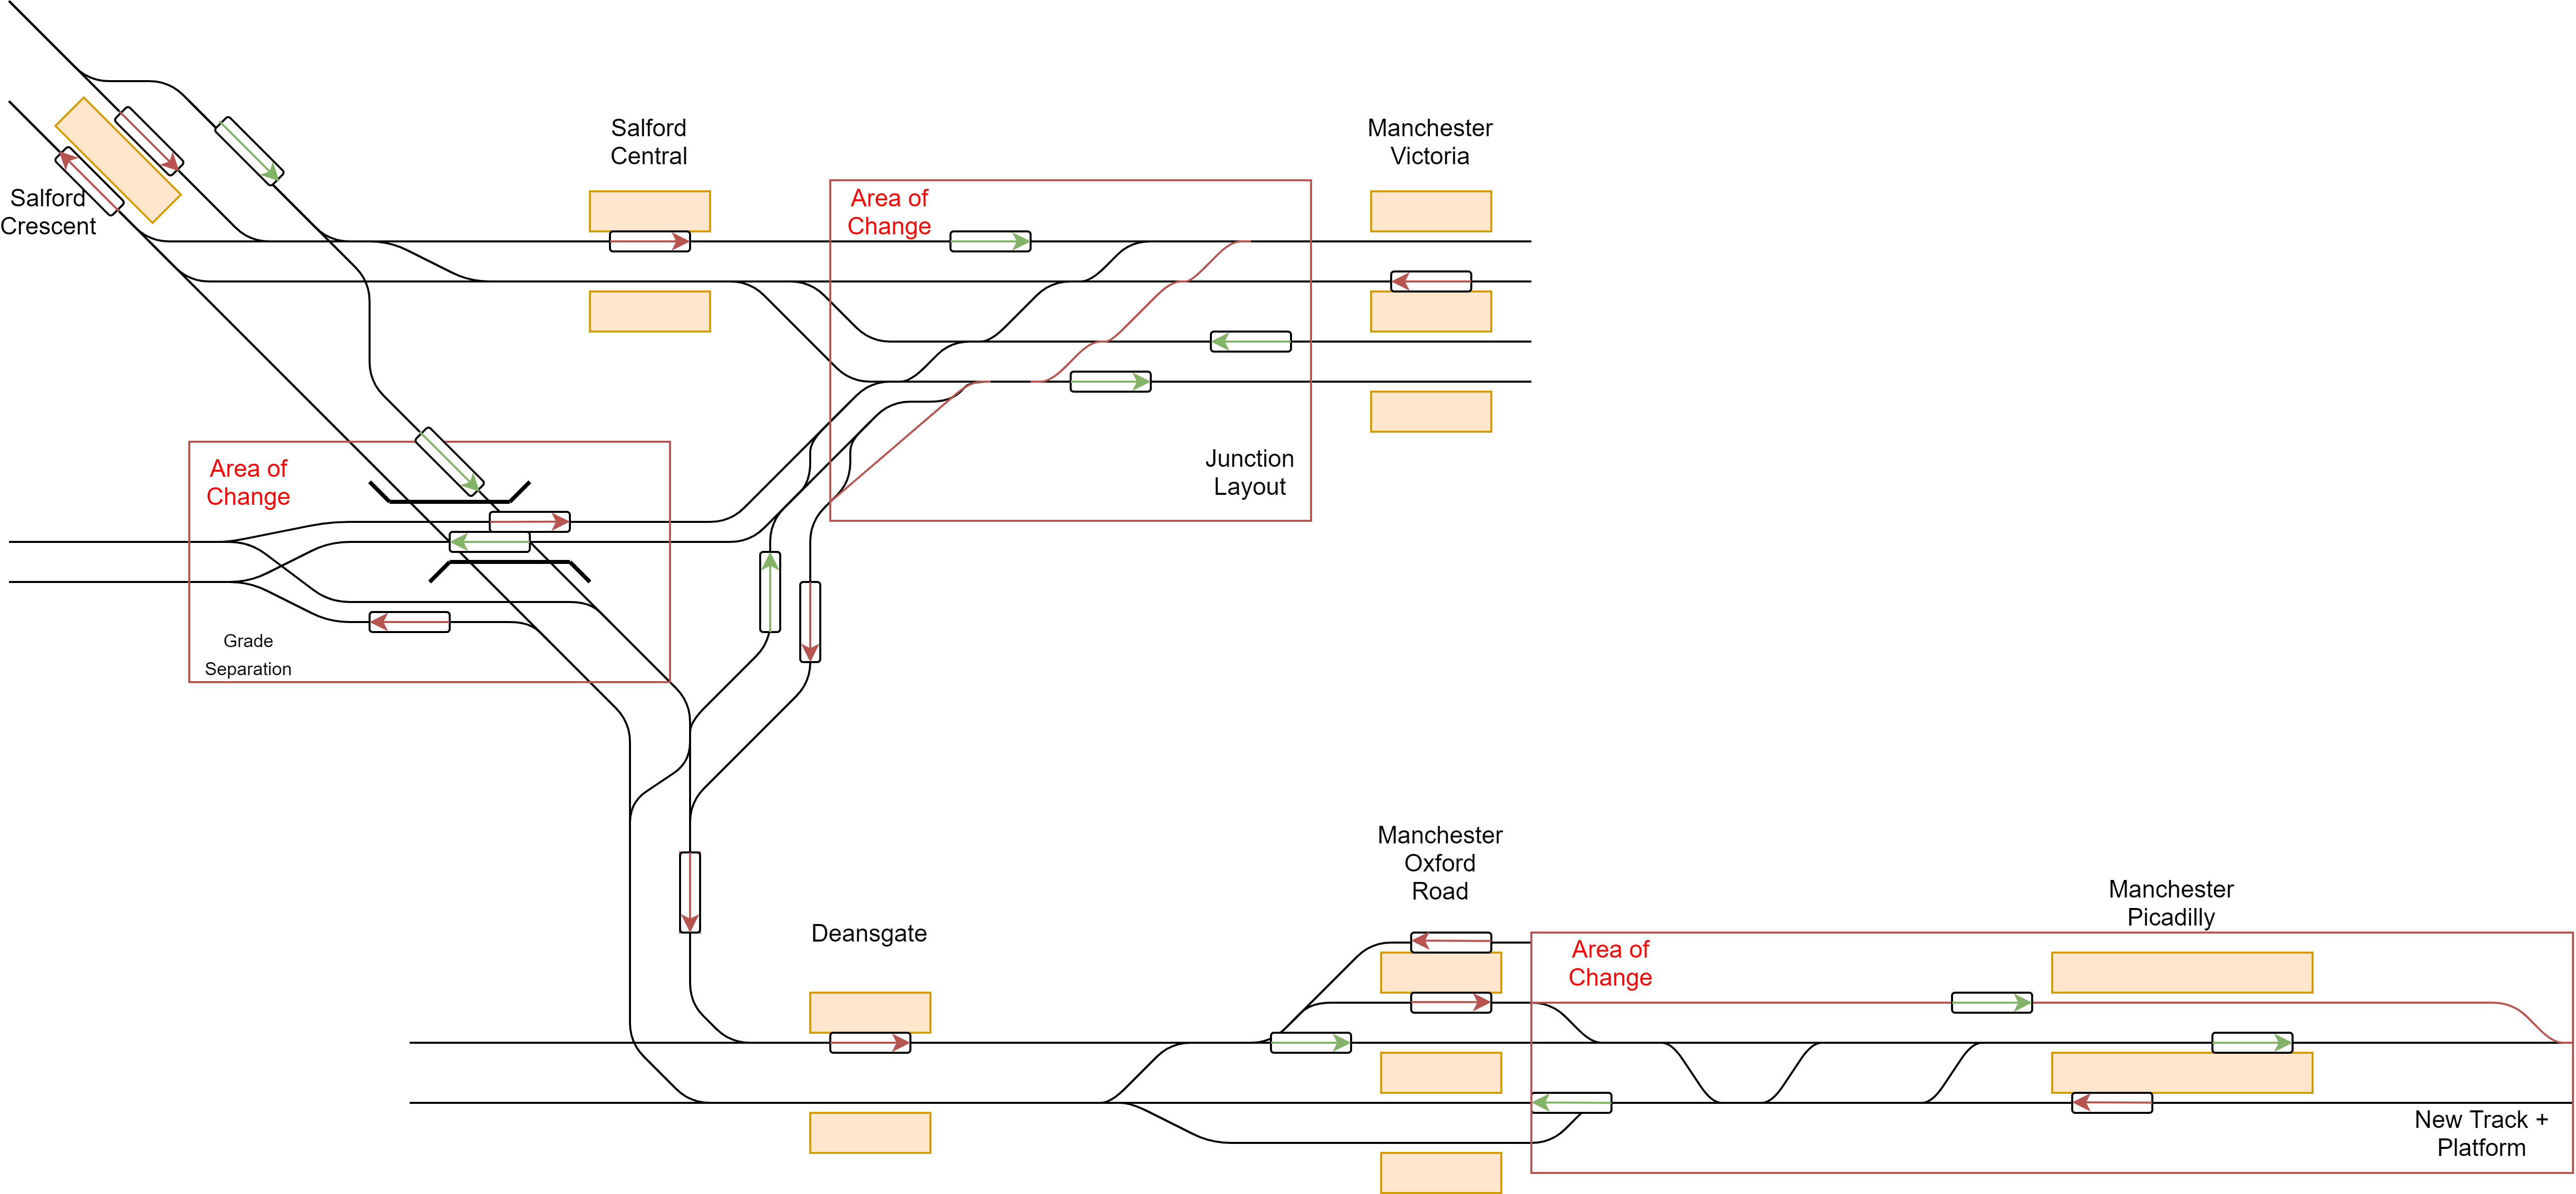 Salford
Central
Manchester
Victoria
Area of
Change
Salford
Crescent
Junction
Layout
Area of
Change
Grade
Separation
Manchester
Oxford
Road
Manchester
Picadilly
Deansgate
Area of
Change
New Track +
Platform